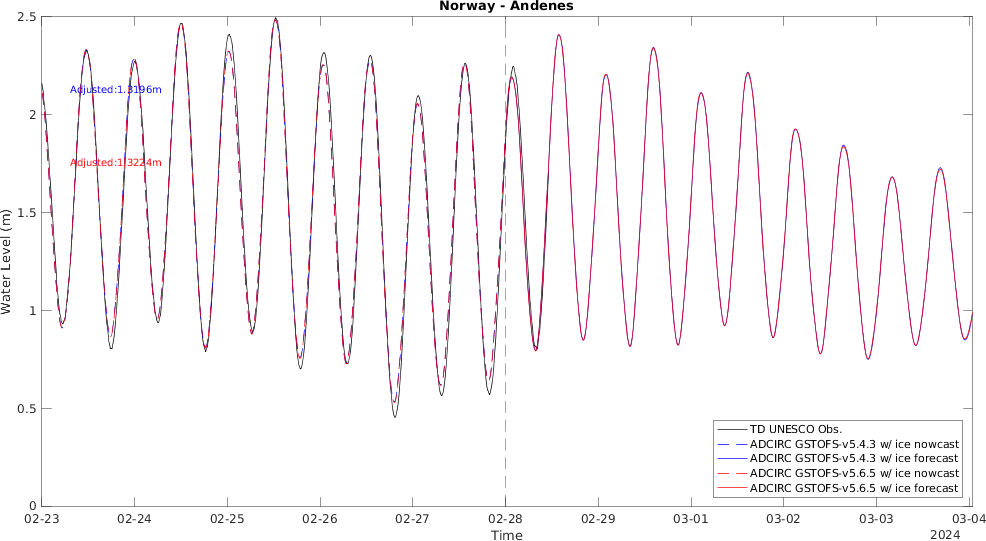 Norway - Andenes
2.5
2
1.5
1
0.5
0
Water Level (m)
Adjusted:1.3196m
Adjusted:1.3224m
TD UNESCO Obs.
ADCIRC GSTOFS-v5.4.3 w/ ice nowcast
ADCIRC GSTOFS-v5.4.3 w/ ice forecast
ADCIRC GSTOFS-v5.6.5 w/ ice nowcast
ADCIRC GSTOFS-v5.6.5 w/ ice forecast
02-23 02-24 02-25 02-26 02-27 02-28 02-29 03-01 03-02 03-03 03-04
Time
2024